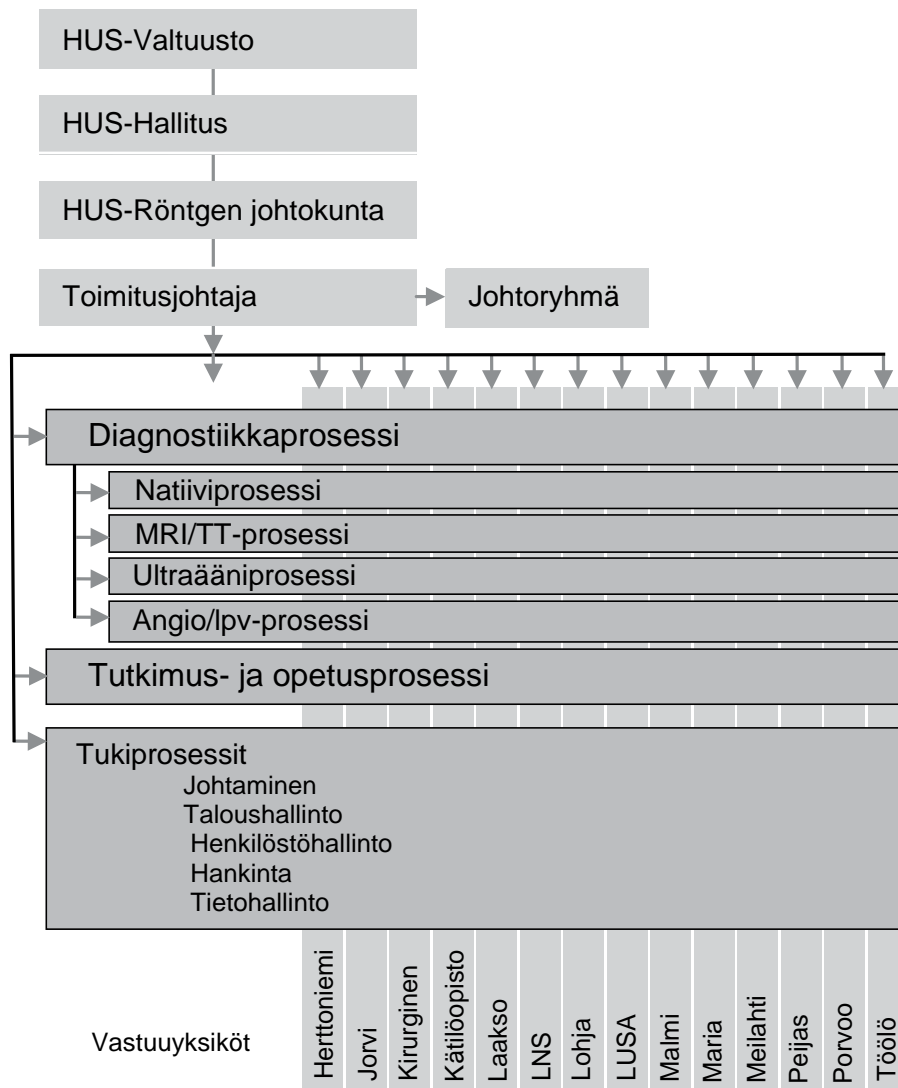 HUS-Valtuusto
HUS-Hallitus
HUS-Röntgen johtokunta
Toimitusjohtaja
Johtoryhmä
Diagnostiikkaprosessi
Natiiviprosessi
MRI/TT-prosessi
Ultraääniprosessi
Angio/Ipv-prosessi
Tutkimus- ja opetusprosessi
Tukiprosessit
Johtaminen
Taloushallinto
Henkilöstöhallinto
Hankinta
Tietohallinto
Vastuuyksiköt
Herttoniemi
Jorvi
Kirurginen
Kätilöopisto
Laakso
LNS
Lohja
LUSA
Malmi
Maria
Meilahti
Peijas
Porvoo
Töölö